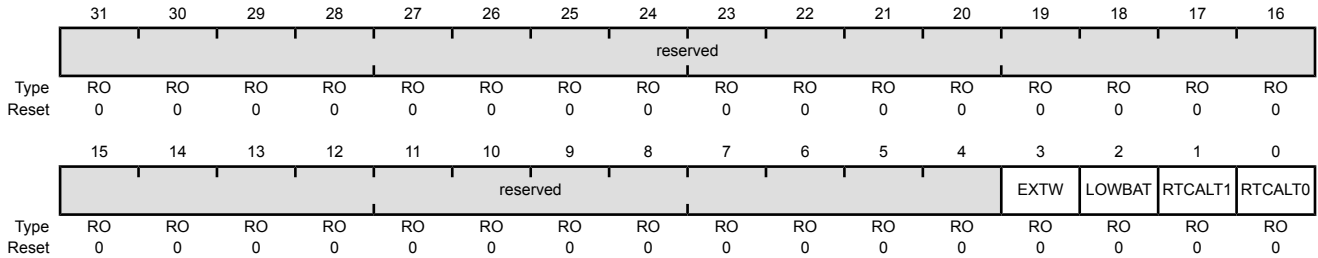 31 30 29 28 27 26 25 24 23 22 21 20 19 18 17 16
reserved
Type RO RO RO RO RO RO RO RO RO RO RO RO RO RO RO RO
Reset 0 0 0 0 0 0 0 0 0 0 0 0 0 0 0 0
15 14 13 12 11 10 9 8 7 6 5 4 3 2 1 0
reserved EXTW LOWBAT RTCALT1 RTCALT0
Type RO RO RO RO RO RO RO RO RO RO RO RO RO RO RO RO
Reset 0 0 0 0 0 0 0 0 0 0 0 0 0 0 0 0